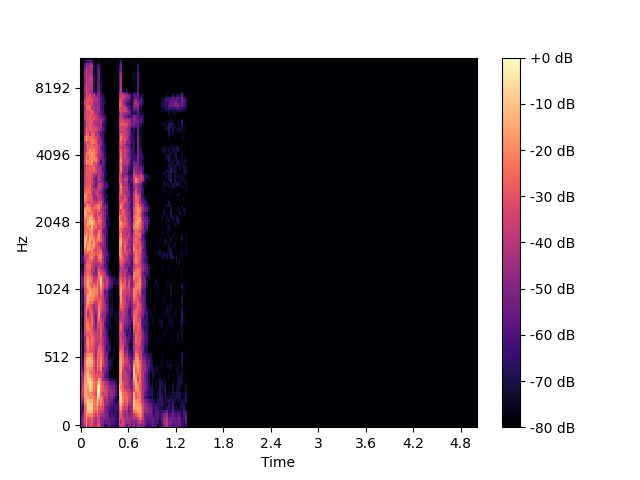 8192
4096
2048
1024
512
0
Hz
0 0.6 1.2 1.8 2.4 3 3.6 4.2 4.8
Time
+0 dB
-10 dB
-20 dB
-30 dB
-40 dB
-50 dB
-60 dB
-70 dB
-80 dB